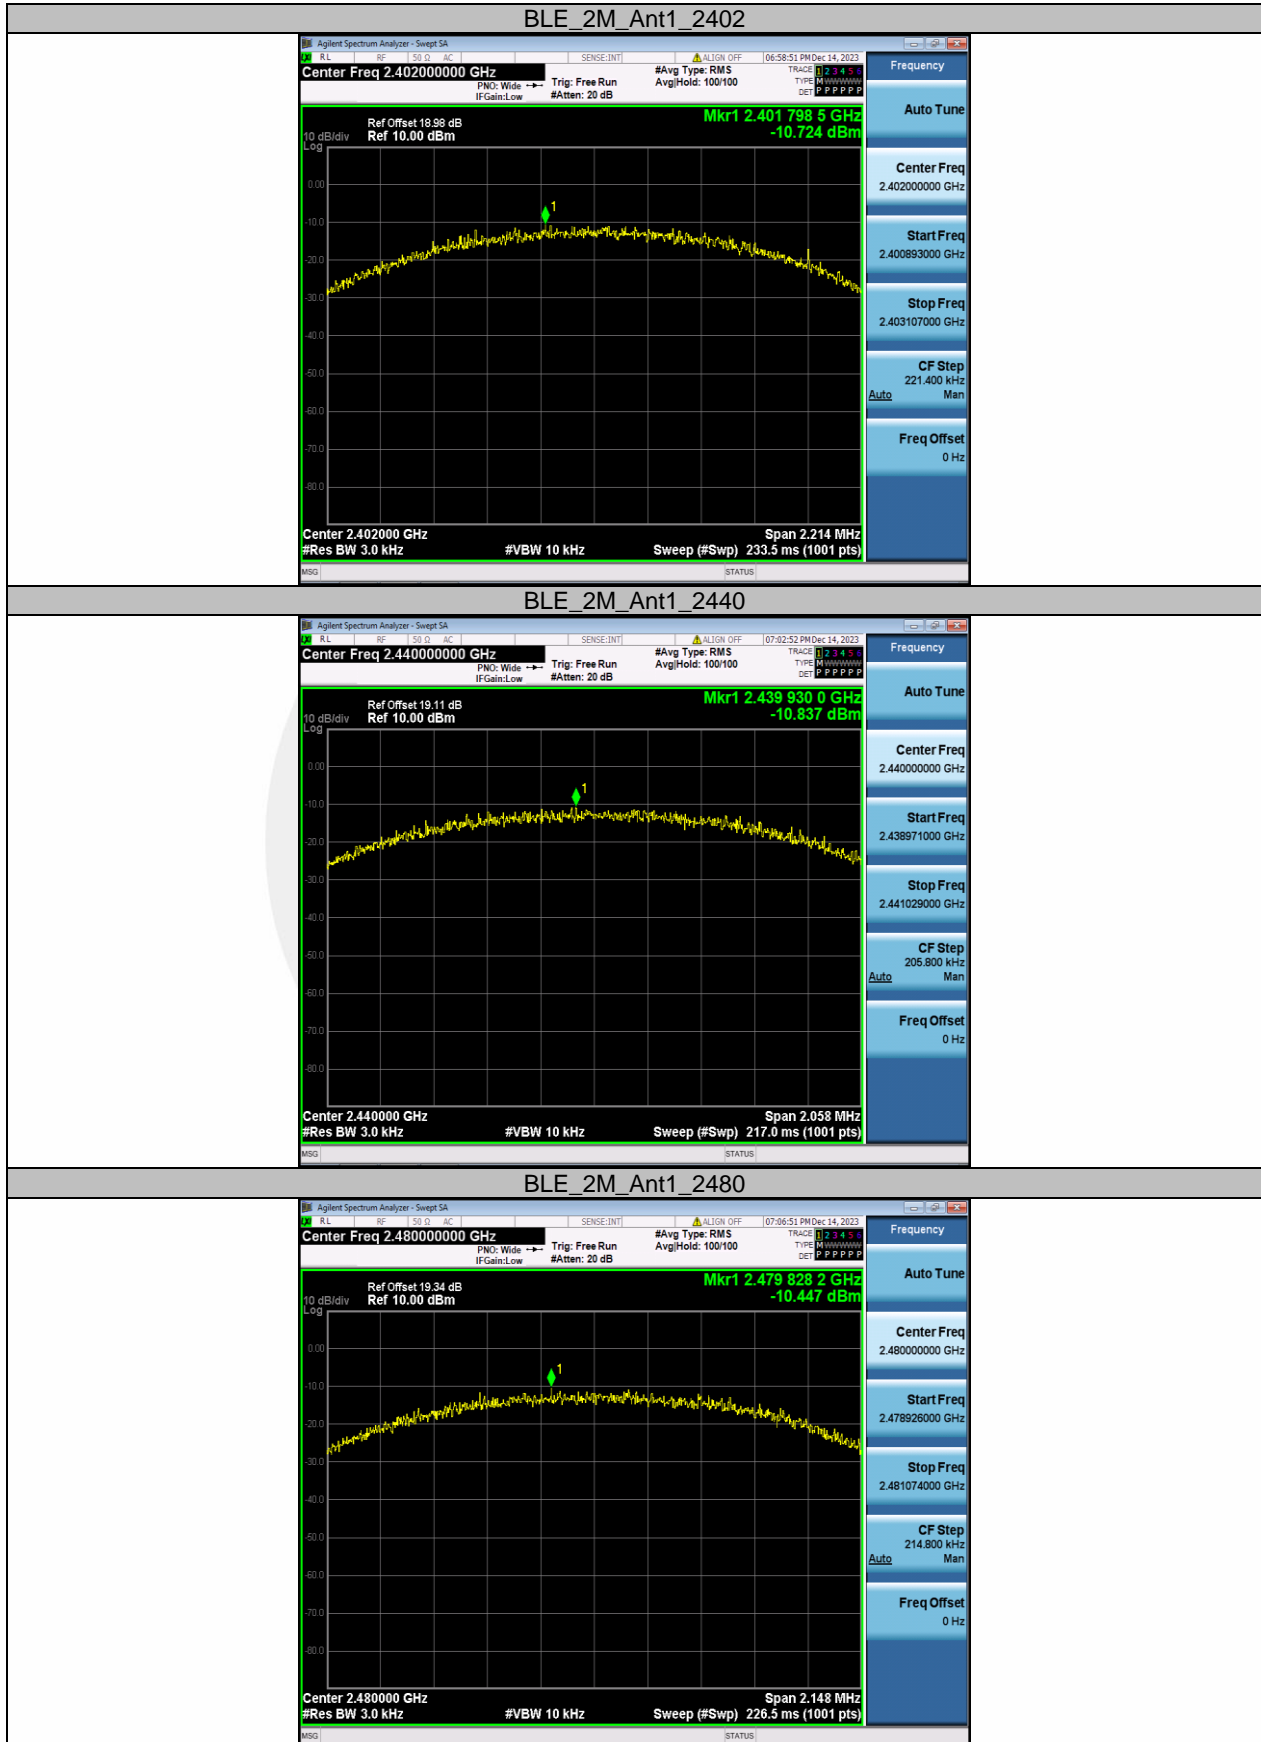 BLE_2M_Ant1_2402
Agilent Spectrum Analyzer - Swept SA
RL RF 50 Ω AC SENSE:INT ALIGN OFF 06:58:51 PM Dec 14, 2023
Center Freq 2.402000000 GHz #Avg Type: RMS TRACE 1 2 3 4 5 6
PNO: Wide Trig: Free Run Avg|Hold: 100/100 TYPE M W W W W W
IFGain:Low #Atten: 20 dB DET P P P P P P
Frequency
Mkr1 2.401 798 5 GHz
-10.724 dBm
Ref Offset 18.98 dB
10 dB/div Ref 10.00 dBm
Log
0.00
-10.0
-20.0
-30.0
-40.0
-50.0
-60.0
-70.0
-80.0
1
Center 2.402000 GHz Span 2.214 MHz
#Res BW 3.0 kHz #VBW 10 kHz Sweep (#Swp) 233.5 ms (1001 pts)
MSG STATUS
Auto Tune
Center Freq
2.402000000 GHz
Start Freq
2.400893000 GHz
Stop Freq
2.403107000 GHz
CF Step
221.400 kHz
Auto Man
Freq Offset
0 Hz
BLE_2M_Ant1_2440
Agilent Spectrum Analyzer - Swept SA
RL RF 50 Ω AC SENSE:INT ALIGN OFF 07:02:52 PM Dec 14, 2023
Center Freq 2.440000000 GHz #Avg Type: RMS TRACE 1 2 3 4 5 6
PNO: Wide Trig: Free Run Avg|Hold: 100/100 TYPE M W W W W W
IFGain:Low #Atten: 20 dB DET P P P P P P
Frequency
Mkr1 2.439 930 0 GHz
-10.837 dBm
Ref Offset 19.11 dB
10 dB/div Ref 10.00 dBm
Log
0.00
-10.0
-20.0
-30.0
-40.0
-50.0
-60.0
-70.0
-80.0
1
Center 2.440000 GHz Span 2.058 MHz
#Res BW 3.0 kHz #VBW 10 kHz Sweep (#Swp) 217.0 ms (1001 pts)
MSG STATUS
Auto Tune
Center Freq
2.440000000 GHz
Start Freq
2.438971000 GHz
Stop Freq
2.441029000 GHz
CF Step
205.800 kHz
Auto Man
Freq Offset
0 Hz
BLE_2M_Ant1_2480
Agilent Spectrum Analyzer - Swept SA
RL RF 50 Ω AC SENSE:INT ALIGN OFF 07:06:51 PM Dec 14, 2023
Center Freq 2.480000000 GHz #Avg Type: RMS TRACE 1 2 3 4 5 6
PNO: Wide Trig: Free Run Avg|Hold: 100/100 TYPE M W W W W W
IFGain:Low #Atten: 20 dB DET P P P P P P
Frequency
Mkr1 2.479 828 2 GHz
-10.447 dBm
Ref Offset 19.34 dB
10 dB/div Ref 10.00 dBm
Log
0.00
-10.0
-20.0
-30.0
-40.0
-50.0
-60.0
-70.0
-80.0
1
Center 2.480000 GHz Span 2.148 MHz
#Res BW 3.0 kHz #VBW 10 kHz Sweep (#Swp) 226.5 ms (1001 pts)
MSG STATUS
Auto Tune
Center Freq
2.480000000 GHz
Start Freq
2.478926000 GHz
Stop Freq
2.481074000 GHz
CF Step
214.800 kHz
Auto Man
Freq Offset
0 Hz